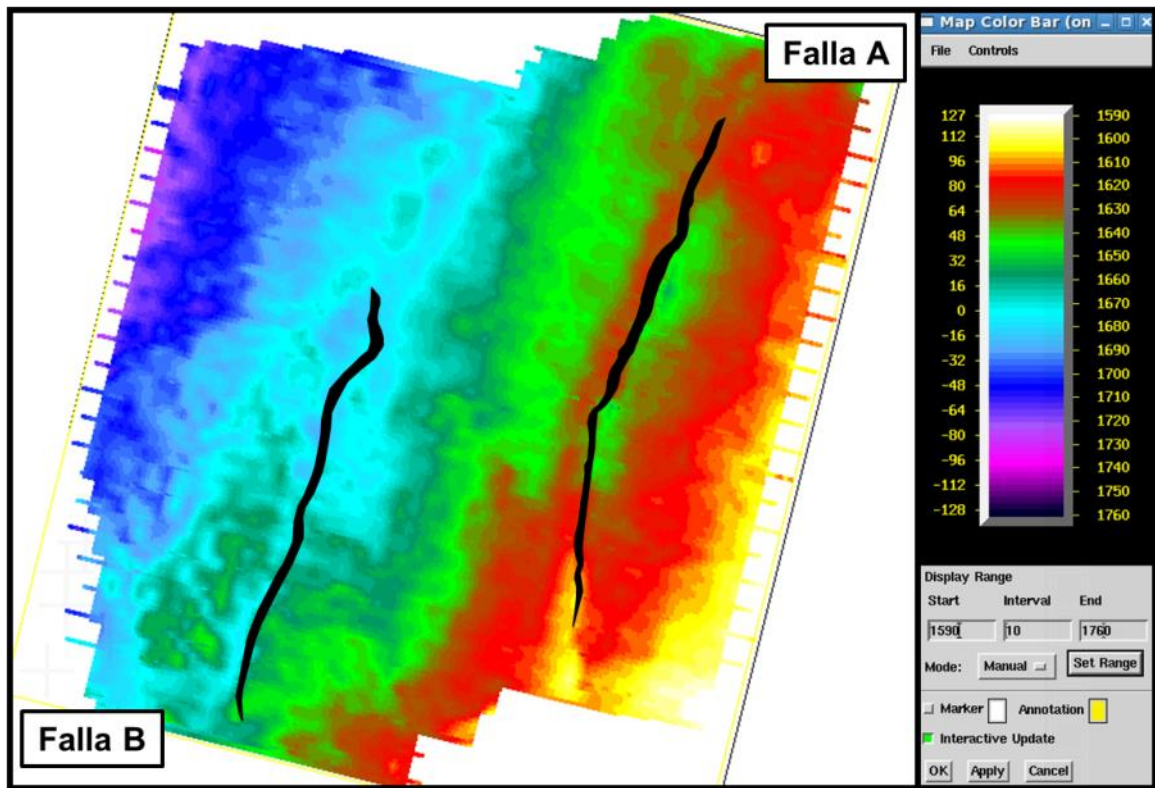 Falla A
Falla B
Map Color Bar (on
File Controls
127 1590
112 1600
96 1610
80 1620
64 1630
48 1640
32 1650
16 1660
0 1670
-16 1680
-32 1690
-48 1700
-64 1710
-80 1720
-96 1730
-112 1740
-128 1750
1760
Display Range
Start Interval End
1590 10 1760
Mode: Manual Set Range
Marker Annotation
Interactive Update
OK Apply Cancel